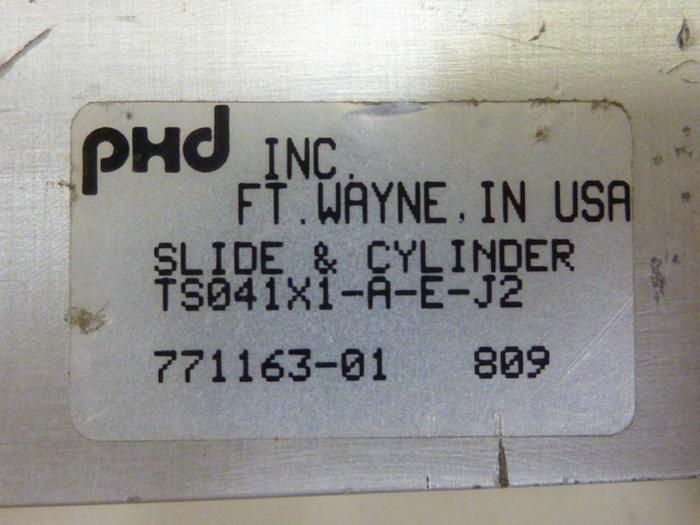 phd INC.
FT. WAYNE, IN USA
SLIDE & CYLINDER
TS041X1-A-E-J2
771163-01 809